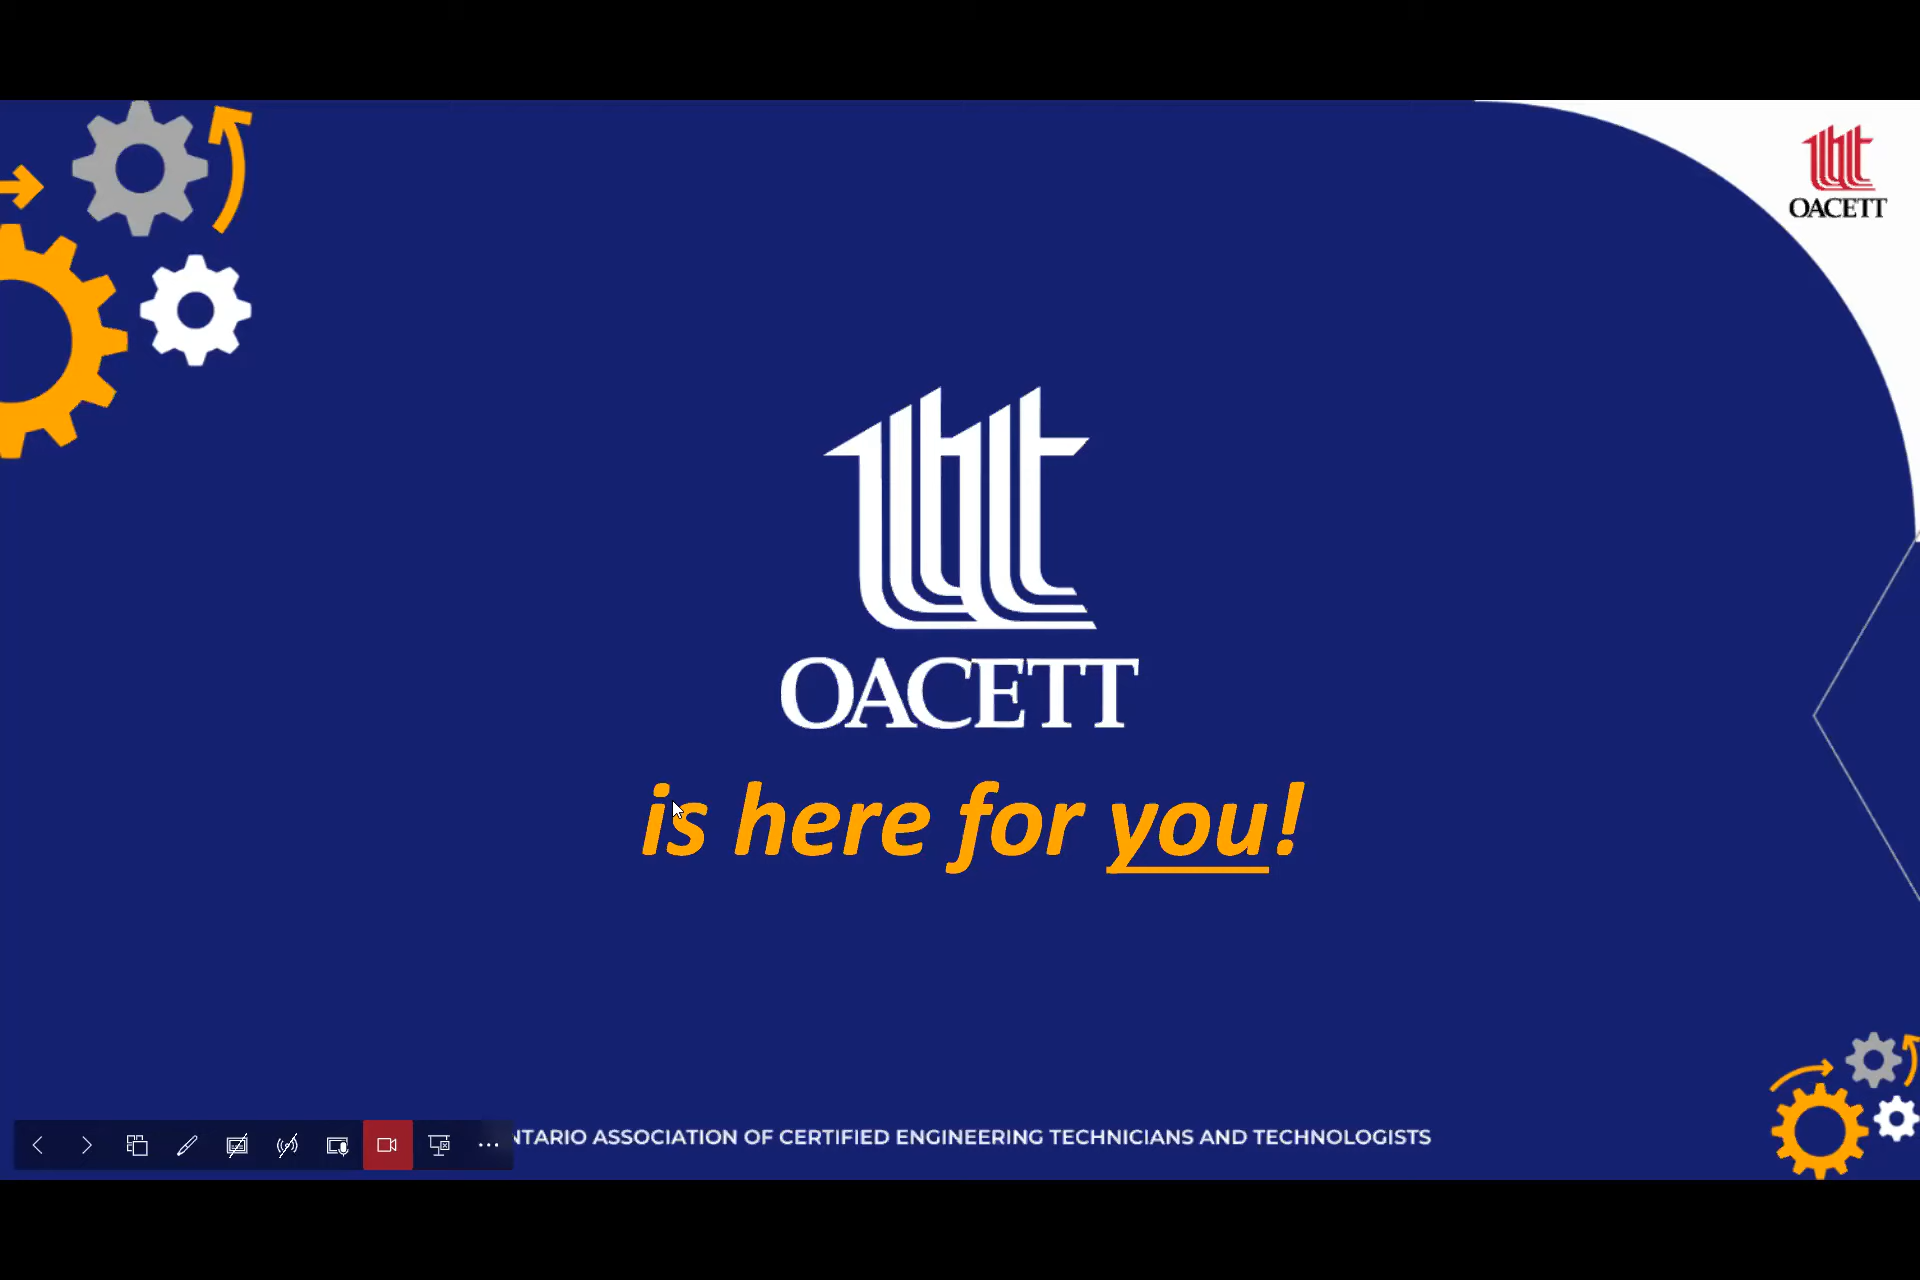 OACETT
OACETT
is here for you!
NTARIO ASSOCIATION OF CERTIFIED ENGINEERING TECHNICIANS AND TECHNOLOGISTS